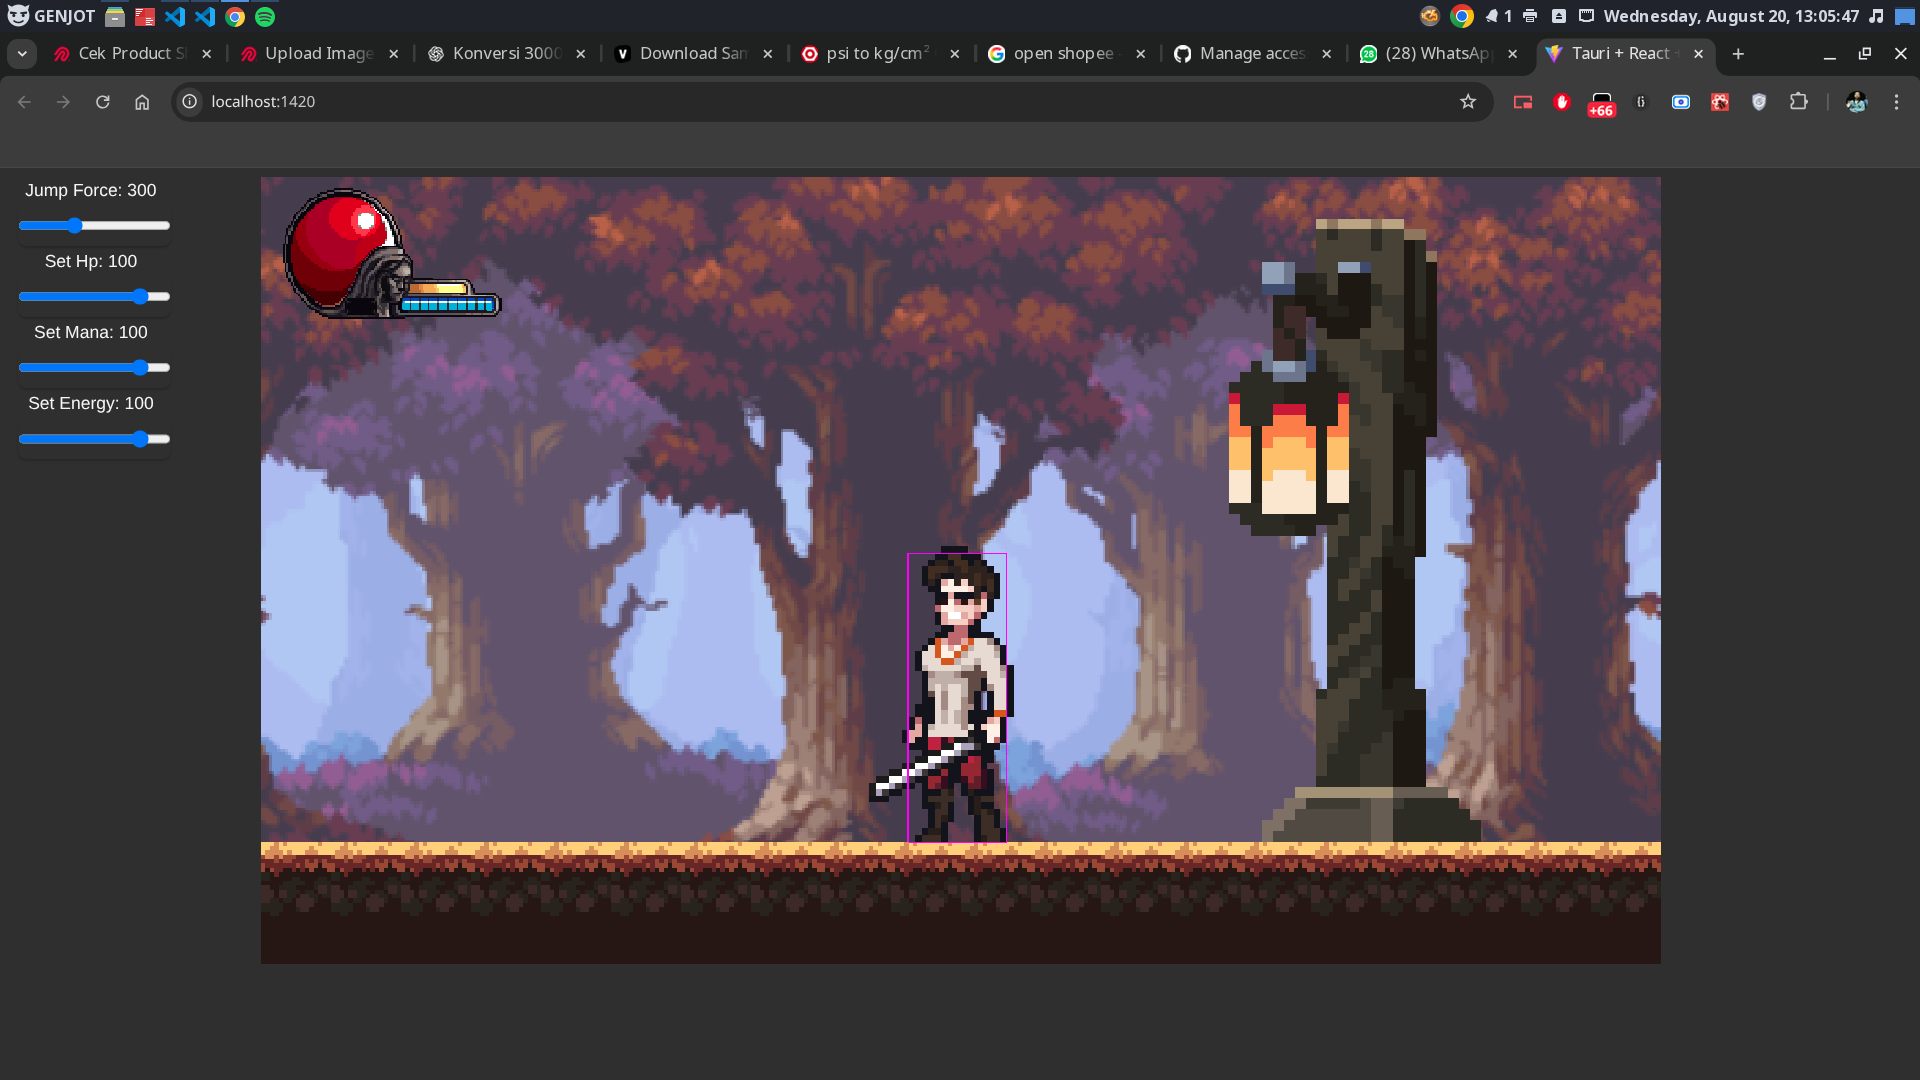 GENJOT
1 Wednesday, August 20, 13:05:47
Cek Product S
Upload Image
Konversi 3000
Download Sam
psi to kg/cm²
open shopee
Manage acces
(28) WhatsApp
Tauri + React
localhost:1420
+66
Jump Force: 300
Set Hp: 100
Set Mana: 100
Set Energy: 100